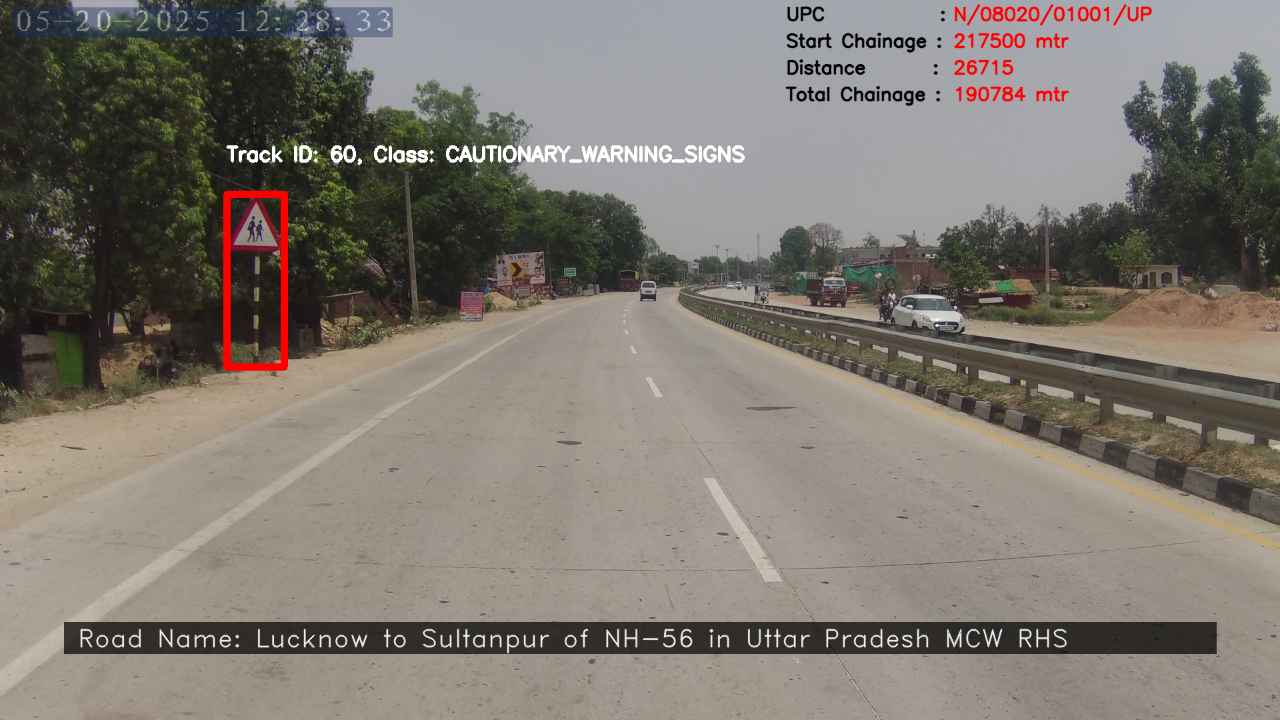 05-20-2025 12:28:33
UPC : N/08020/01001/UP
Start Chainage : 217500 mtr
Distance : 26715
Total Chainage : 190784 mtr
Track ID: 60, Class: CAUTIONARY_WARNING_SIGNS
Road Name: Lucknow to Sultanpur of NH-56 in Uttar Pradesh MCW RHS